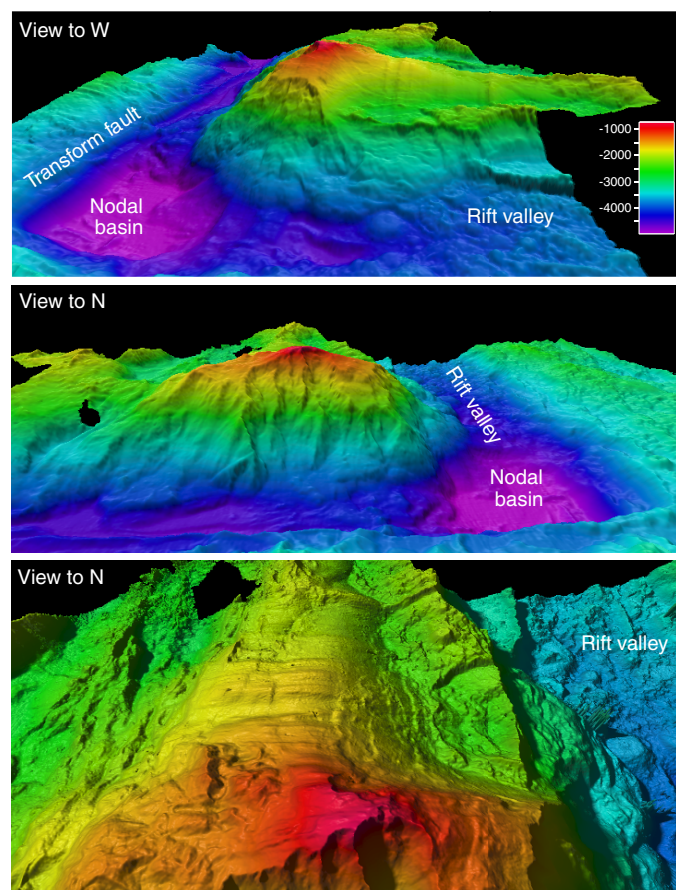 View to W
Transform fault
Nodal
basin
Rift valley
-1000
-2000
-3000
-4000
View to N
Rift valley
Nodal
basin
View to N
Rift valley